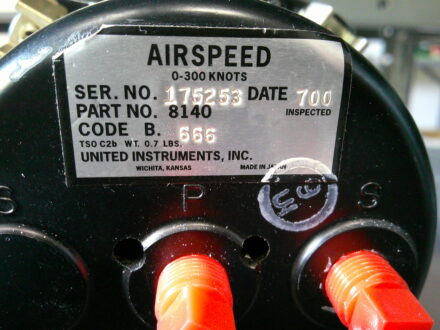 AIRSPEED
0-300 KNOTS
SER. NO. 175253 DATE 700
PART NO. 8140 INSPECTED
CODE B. 666
TSO C2b WT. 0.7 LBS.
UNITED INSTRUMENTS, INC.
WICHITA, KANSAS MADE IN JAPAN
S P S